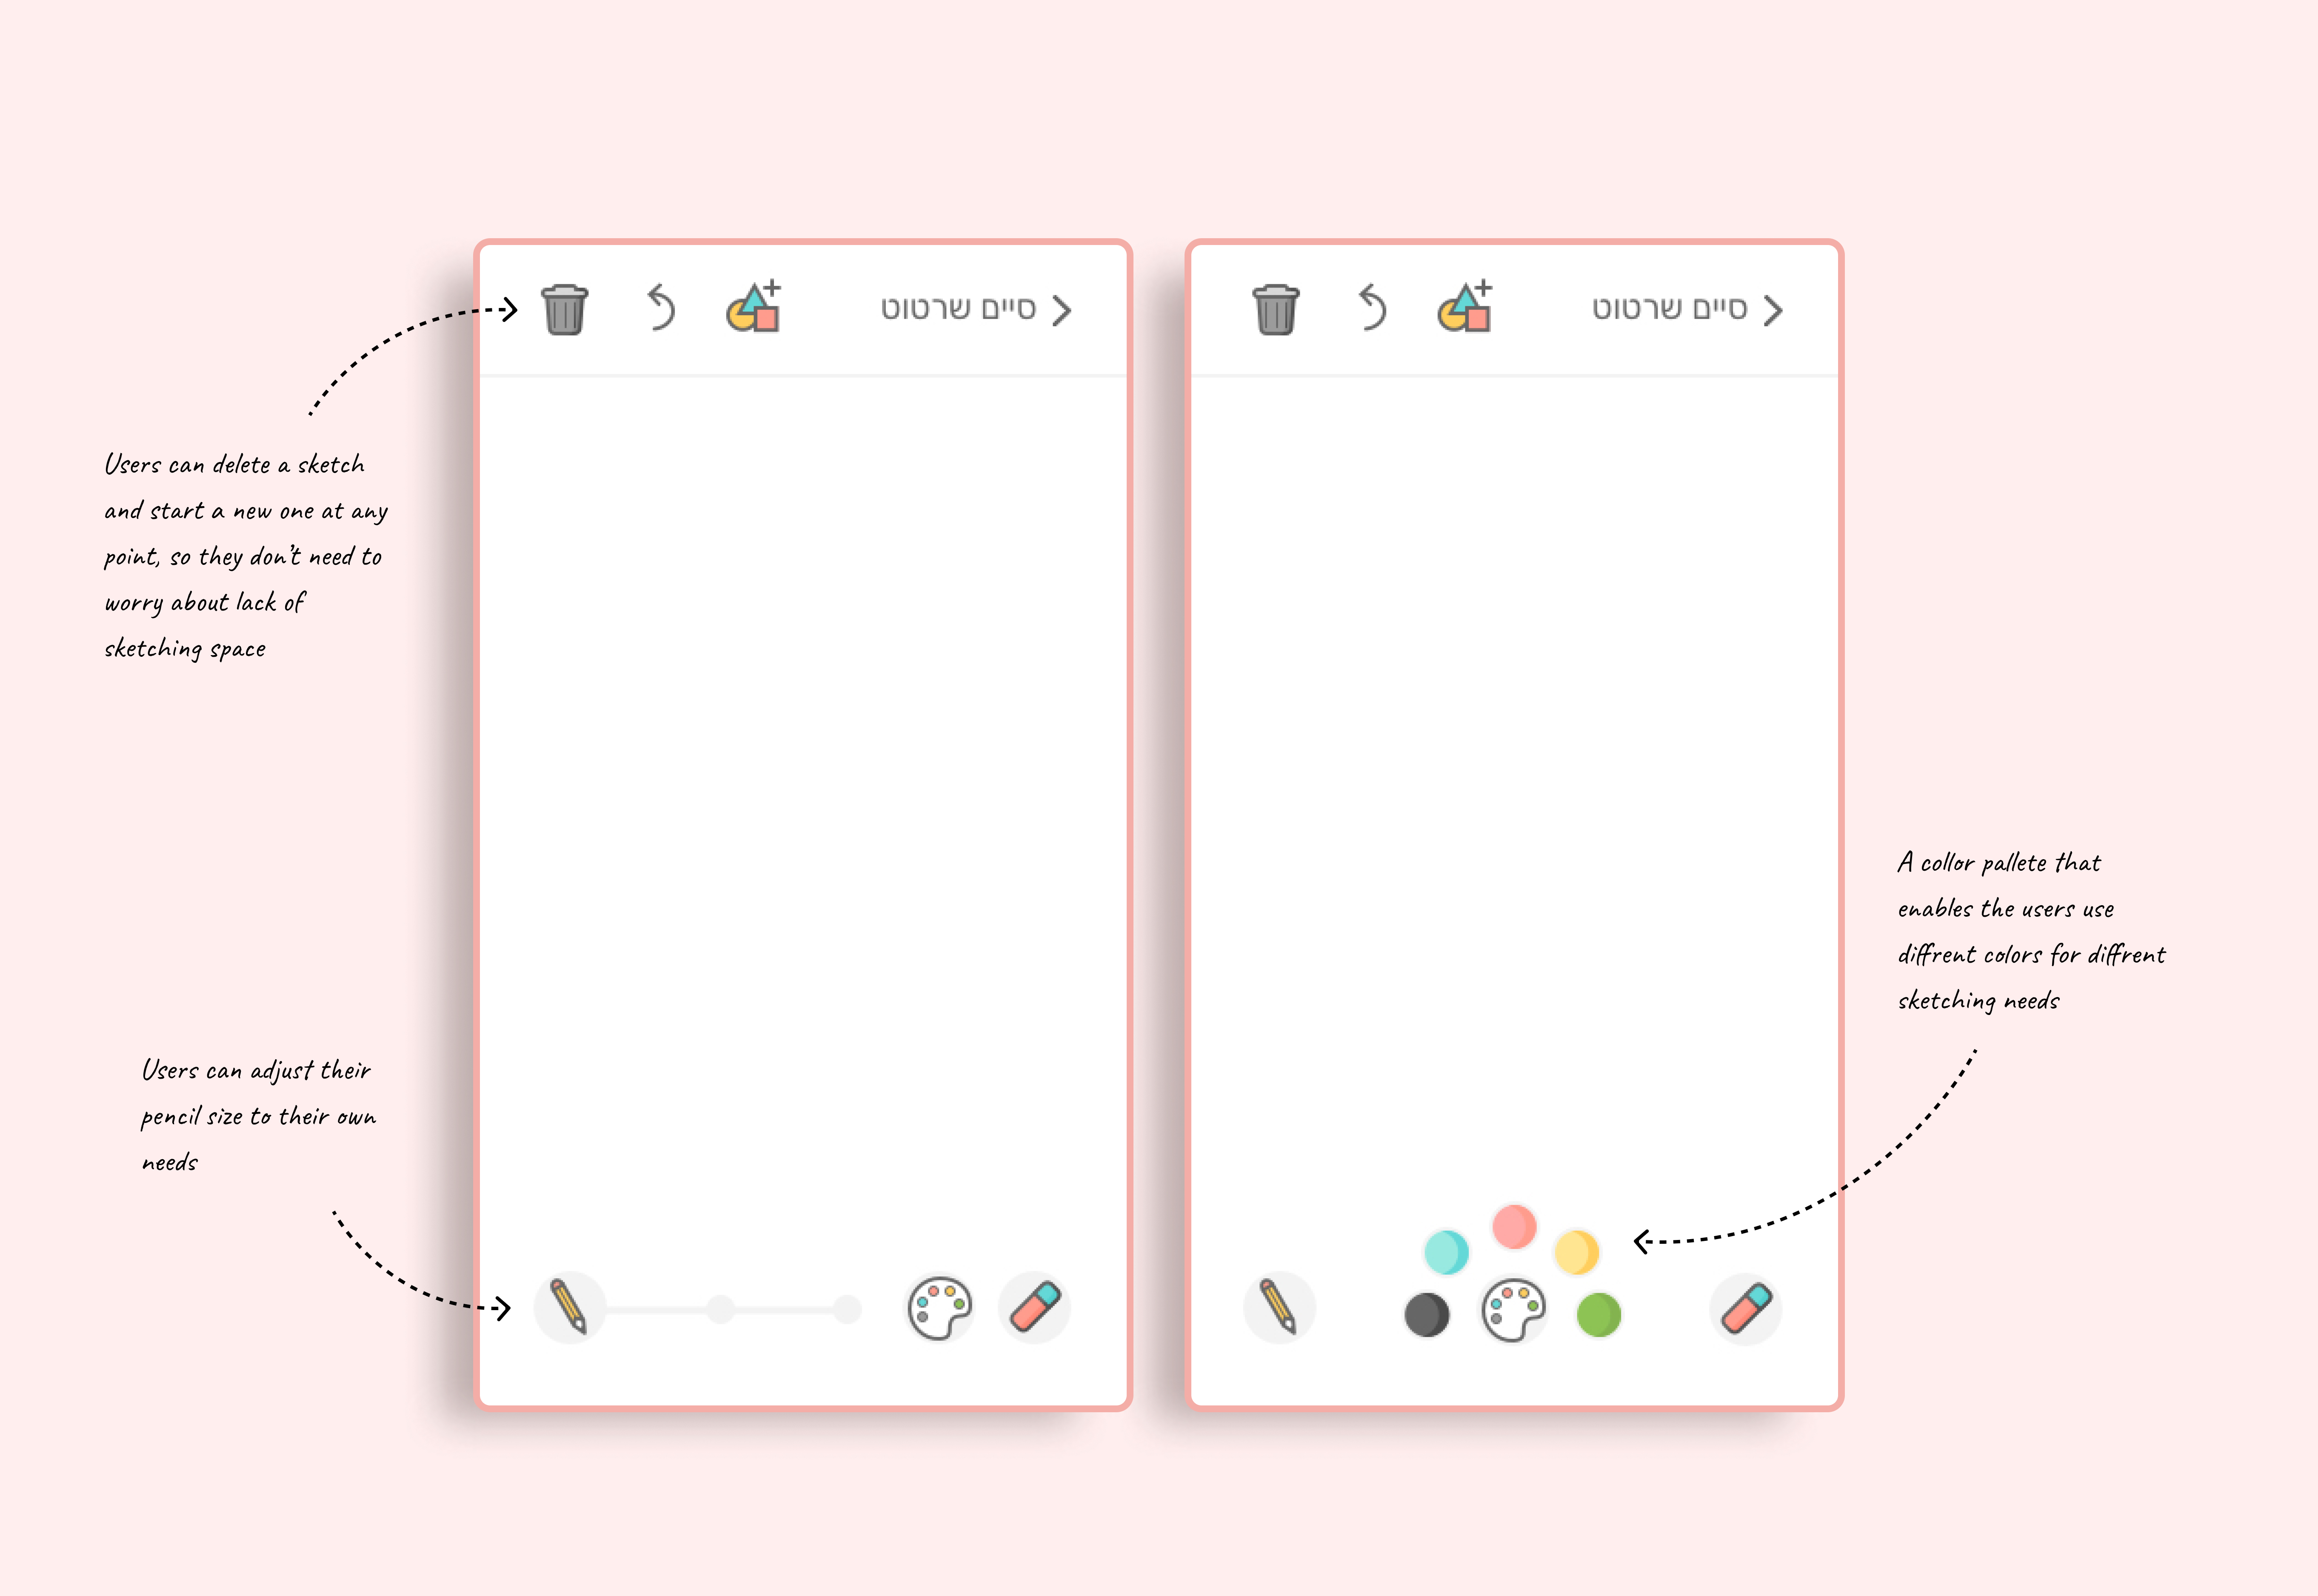 סיים שרטוט
סיים שרטוט
Users can delete a sketch
and start a new one at any
point, so they don't need to
worry about lack of
sketching space
A collor pallete that
enables the users use
diffrent colors for diffrent
sketching needs
Users can adjust their
pencil size to their own
needs